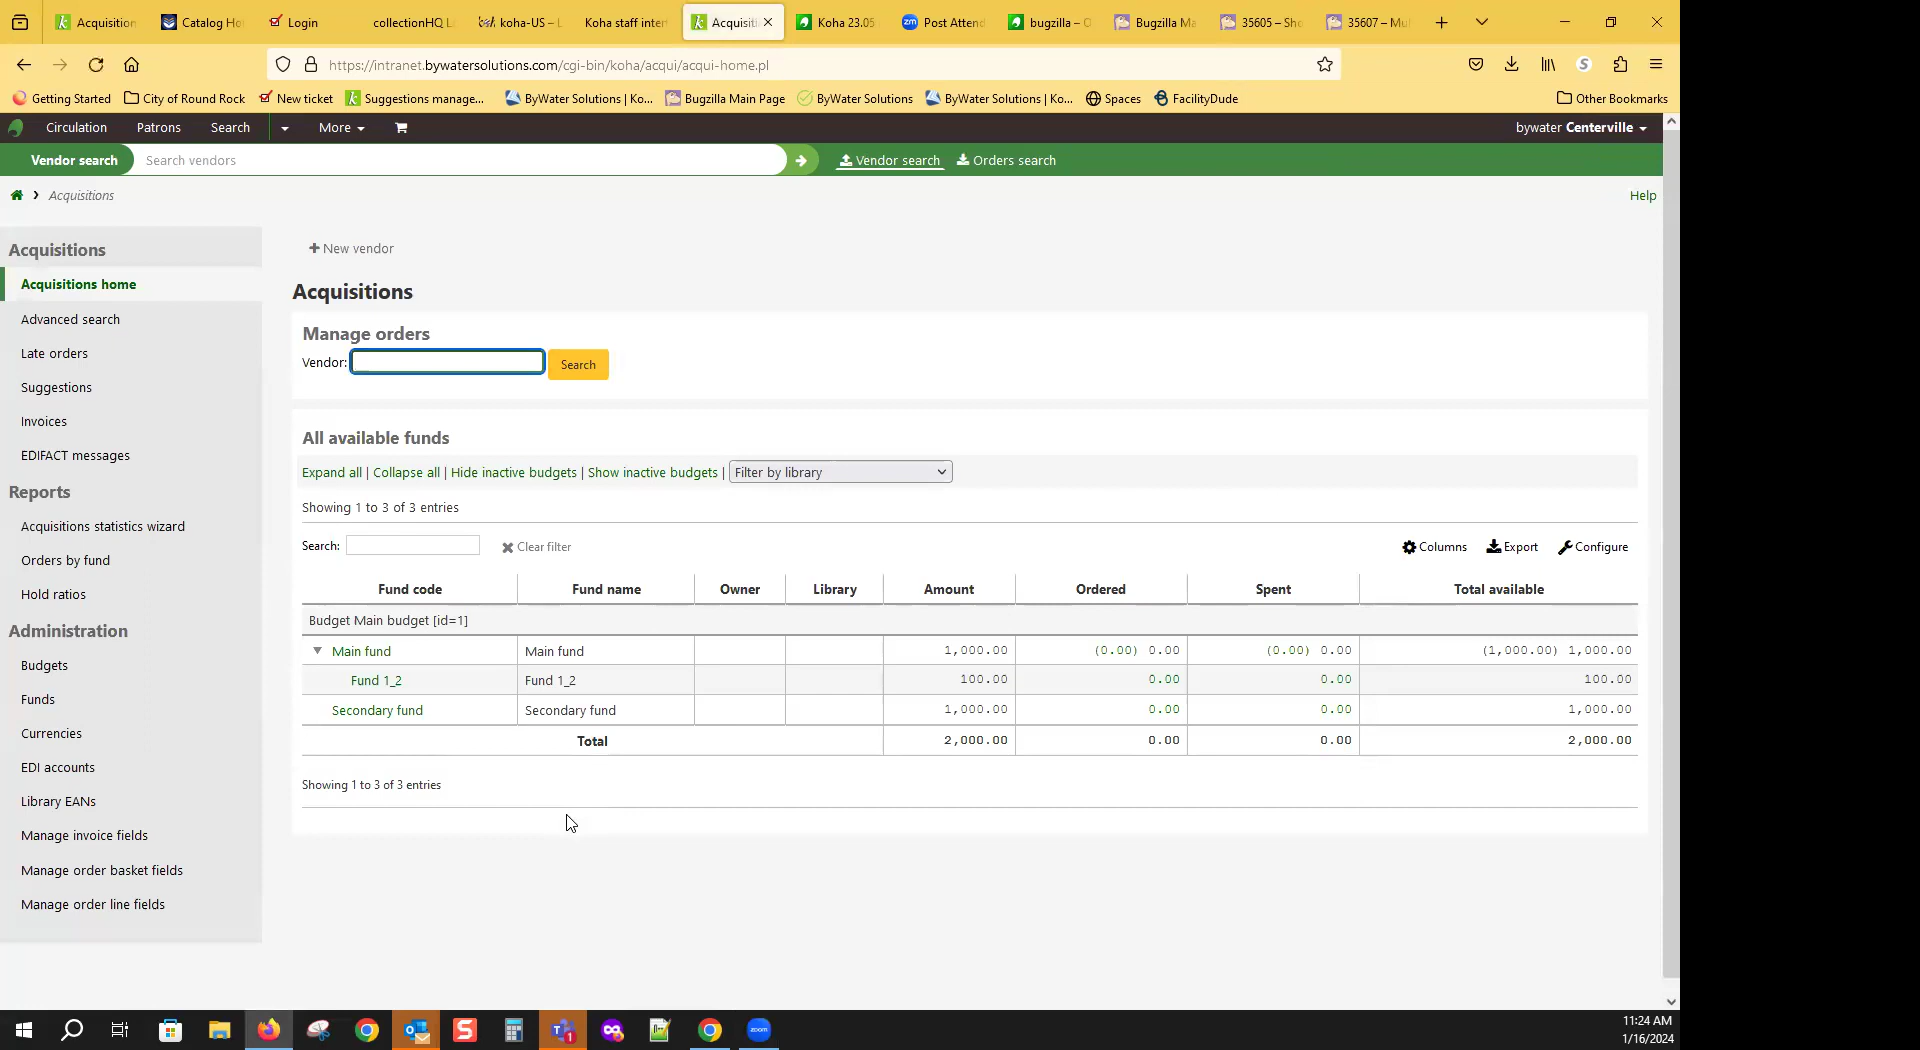 Acquisition
Catalog Ho
Login
collectionHQ L
koha-US – L
Koha staff inter
Acquisiti
Koha 23.05
Post Attend
bugzilla – O
Bugzilla Ma
35605 – Sho
35607 – Mul
https://intranet.bywatersolutions.com/cgi-bin/koha/acqui/acqui-home.pl
Getting Started
City of Round Rock
New ticket
Suggestions manage...
ByWater Solutions | Ko...
Bugzilla Main Page
ByWater Solutions
ByWater Solutions | Ko...
Spaces
FacilityDude
Other Bookmarks
Circulation
Patrons
Search
More
bywater Centerville
Vendor search
Search vendors
Vendor search
Orders search
Acquisitions
Help
Acquisitions
Acquisitions home
Advanced search
Late orders
Suggestions
Invoices
EDIFACT messages
Reports
Acquisitions statistics wizard
Orders by fund
Hold ratios
Administration
Budgets
Funds
Currencies
EDI accounts
Library EANs
Manage invoice fields
Manage order basket fields
Manage order line fields
New vendor
Acquisitions
Manage orders
Vendor:
Search
All available funds
Expand all | Collapse all | Hide inactive budgets | Show inactive budgets | Filter by library
Showing 1 to 3 of 3 entries
Search:
Clear filter
Columns
Export
Configure
Fund code Fund name Owner Library Amount Ordered Spent Total available
Budget Main budget [id=1]
Main fund Main fund 1,000.00 (0.00) 0.00 (0.00) 0.00 (1,000.00) 1,000.00
Fund 1_2 Fund 1_2 100.00 0.00 0.00 100.00
Secondary fund Secondary fund 1,000.00 0.00 0.00 1,000.00
Total 2,000.00 0.00 0.00 2,000.00
Showing 1 to 3 of 3 entries
zoom
11:24 AM
1/16/2024